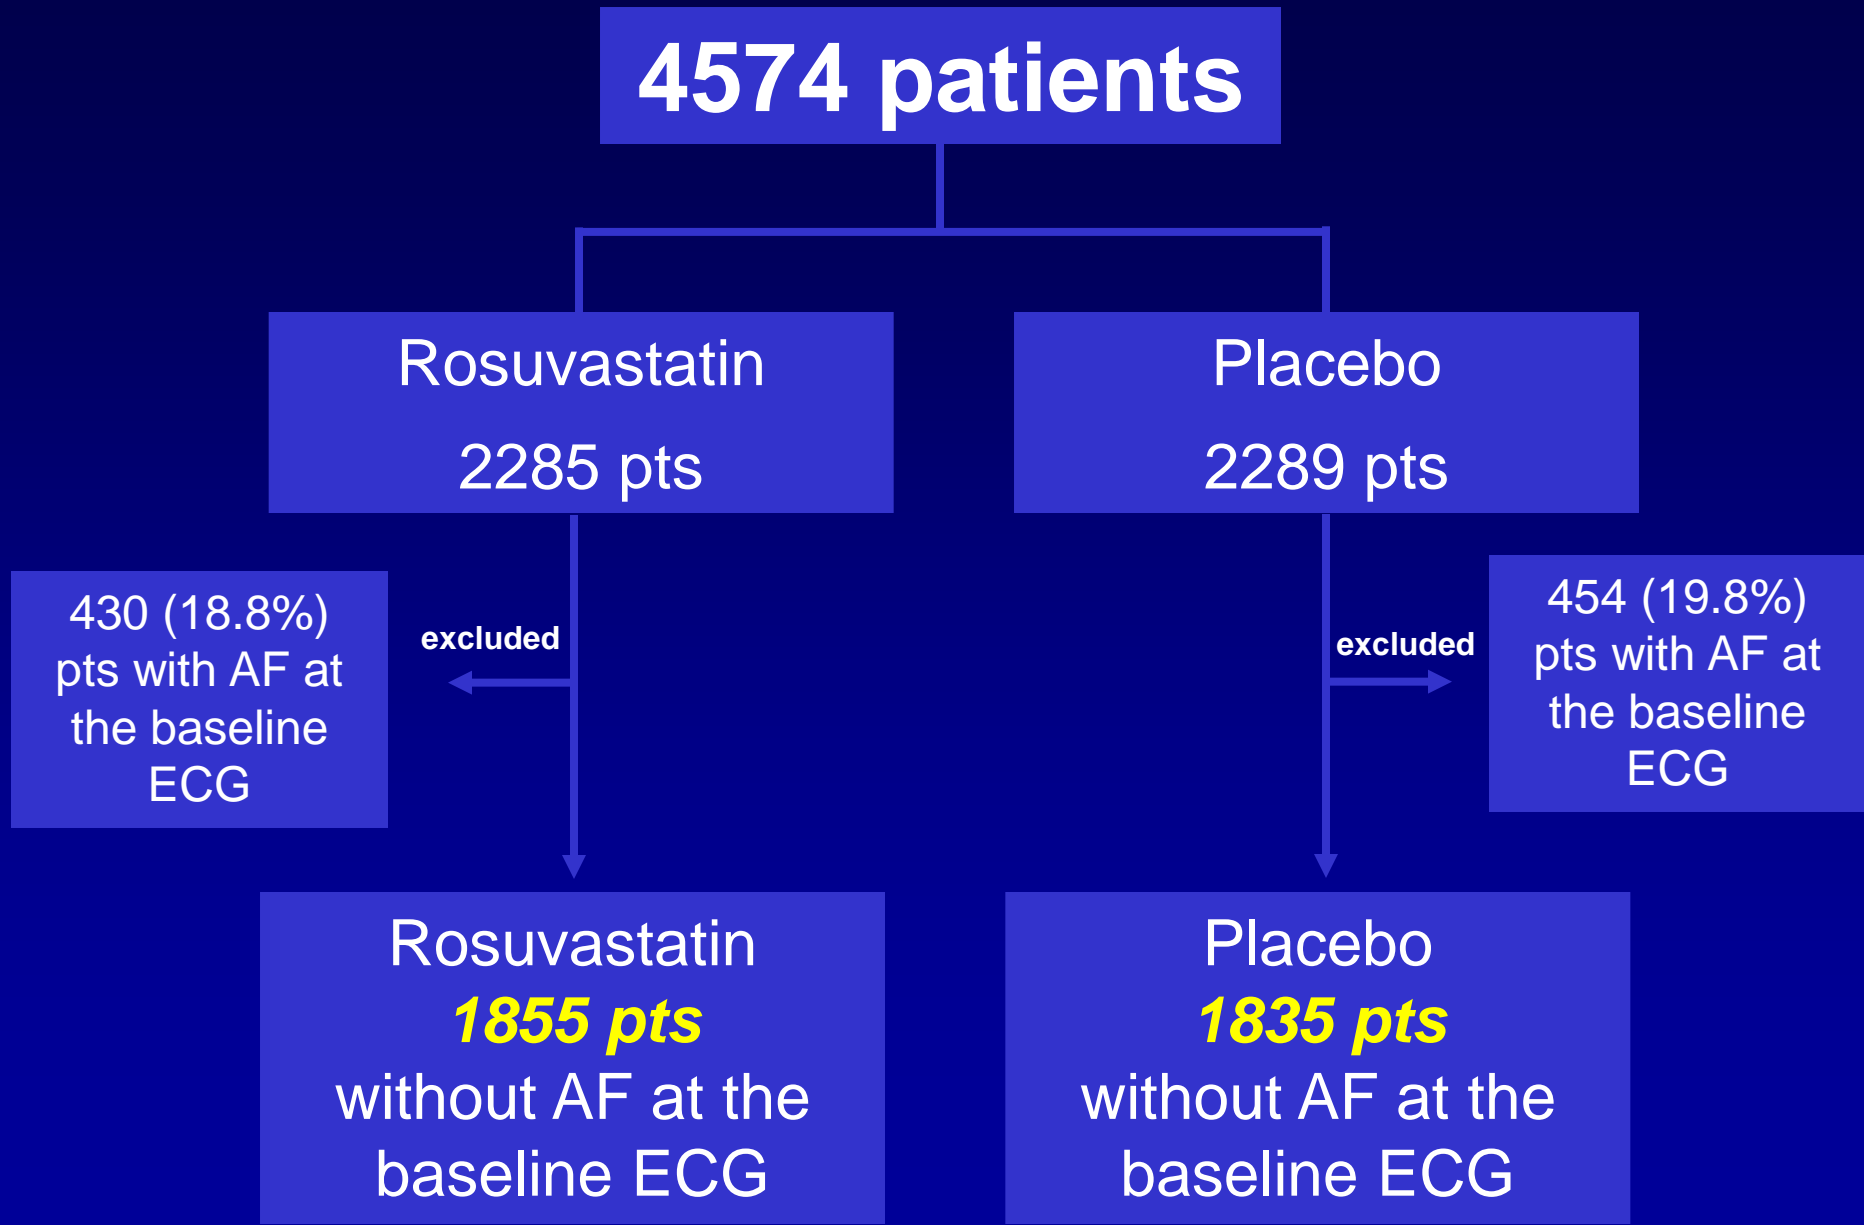 4574 patients
Rosuvastatin
2285 pts
Placebo
2289 pts
430 (18.8%)
pts with AF at
the baseline
ECG
excluded
excluded
454 (19.8%)
pts with AF at
the baseline
ECG
Rosuvastatin
1855 pts
without AF at the
baseline ECG
Placebo
1835 pts
without AF at the
baseline ECG